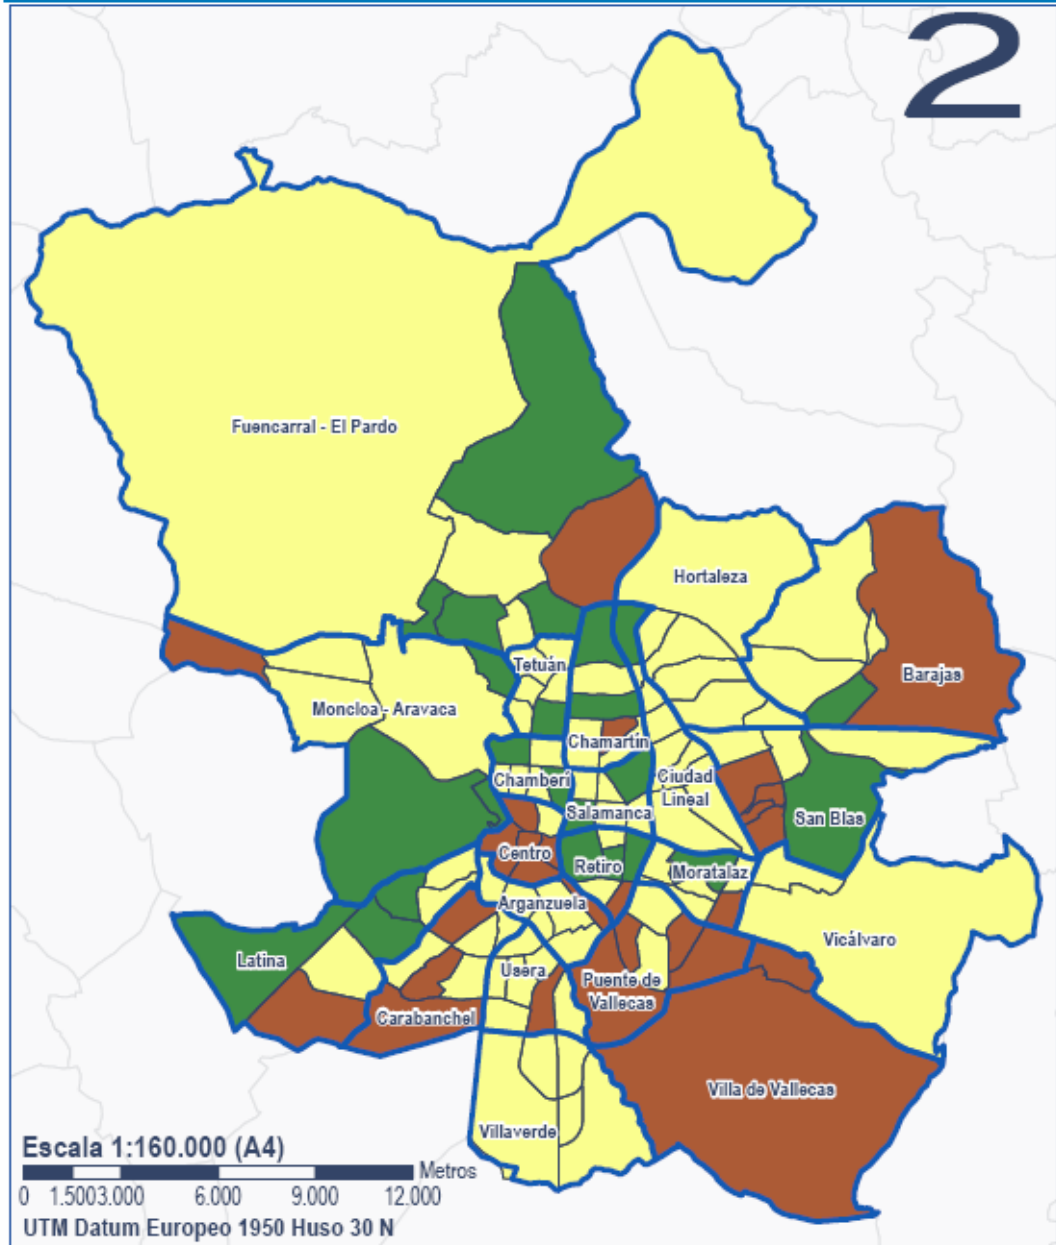 2
Fuencarral - El Pardo
Hortaleza
Tetuán
Barajas
Moncloa - Aravaca
Chamartín
Chamberí
Ciudad
Lineal
Salamanca
San Blas
Centro
Retiro
Moratalaz
Arganzuela
Vicálvaro
Latina
Usera
Puente de
Vallecas
Carabanchel
Villa de Vallecas
Villaverde
Escala 1:160.000 (A4)
Metros
0 1.500 3.000 6.000 9.000 12.000
UTM Datum Europeo 1950 Huso 30 N